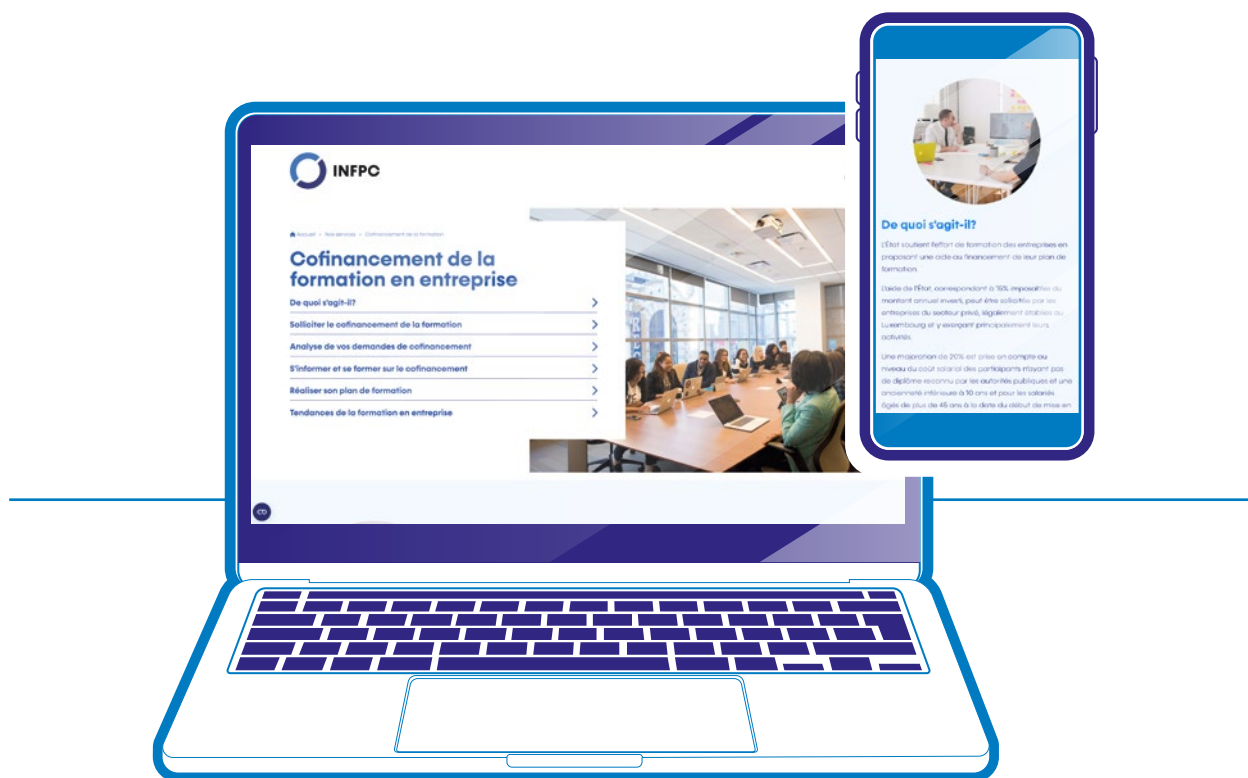 INFPC
Accueil > Nos services > Cofinancement de la formation
Cofinancement de la
formation en entreprise
De quoi s'agit-il?
Solliciter le cofinancement de la formation
Analyse de vos demandes de cofinancement
S'informer et se former sur le cofinancement
Réaliser son plan de formation
Tendances de la formation en entreprise
De quoi s'agit-il?
L'État soutient l'effort de formation des entreprises en
proposant une aide au financement de leur plan de
formation.
L'aide de l'État, correspondant à 15% imposables du
montant annuel investi, peut être sollicitée par les
entreprises du secteur privé, légalement établies au
Luxembourg et y exerçant principalement leurs
activités.
Une majoration de 20% est prise en compte au
niveau du coût salarial des participants n'ayant pas
de diplôme reconnu par les autorités publiques et une
ancienneté inférieure à 10 ans et pour les salariés
âgés de plus de 45 ans à la date du début de mise en